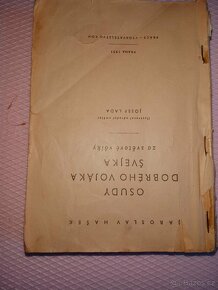 JAROSLAV HAŠEK
OSUDY
DOBRÉHO VOJÁKA
ŠVEJKA
za světové války
JOSEF LADA
PRAHA 1951